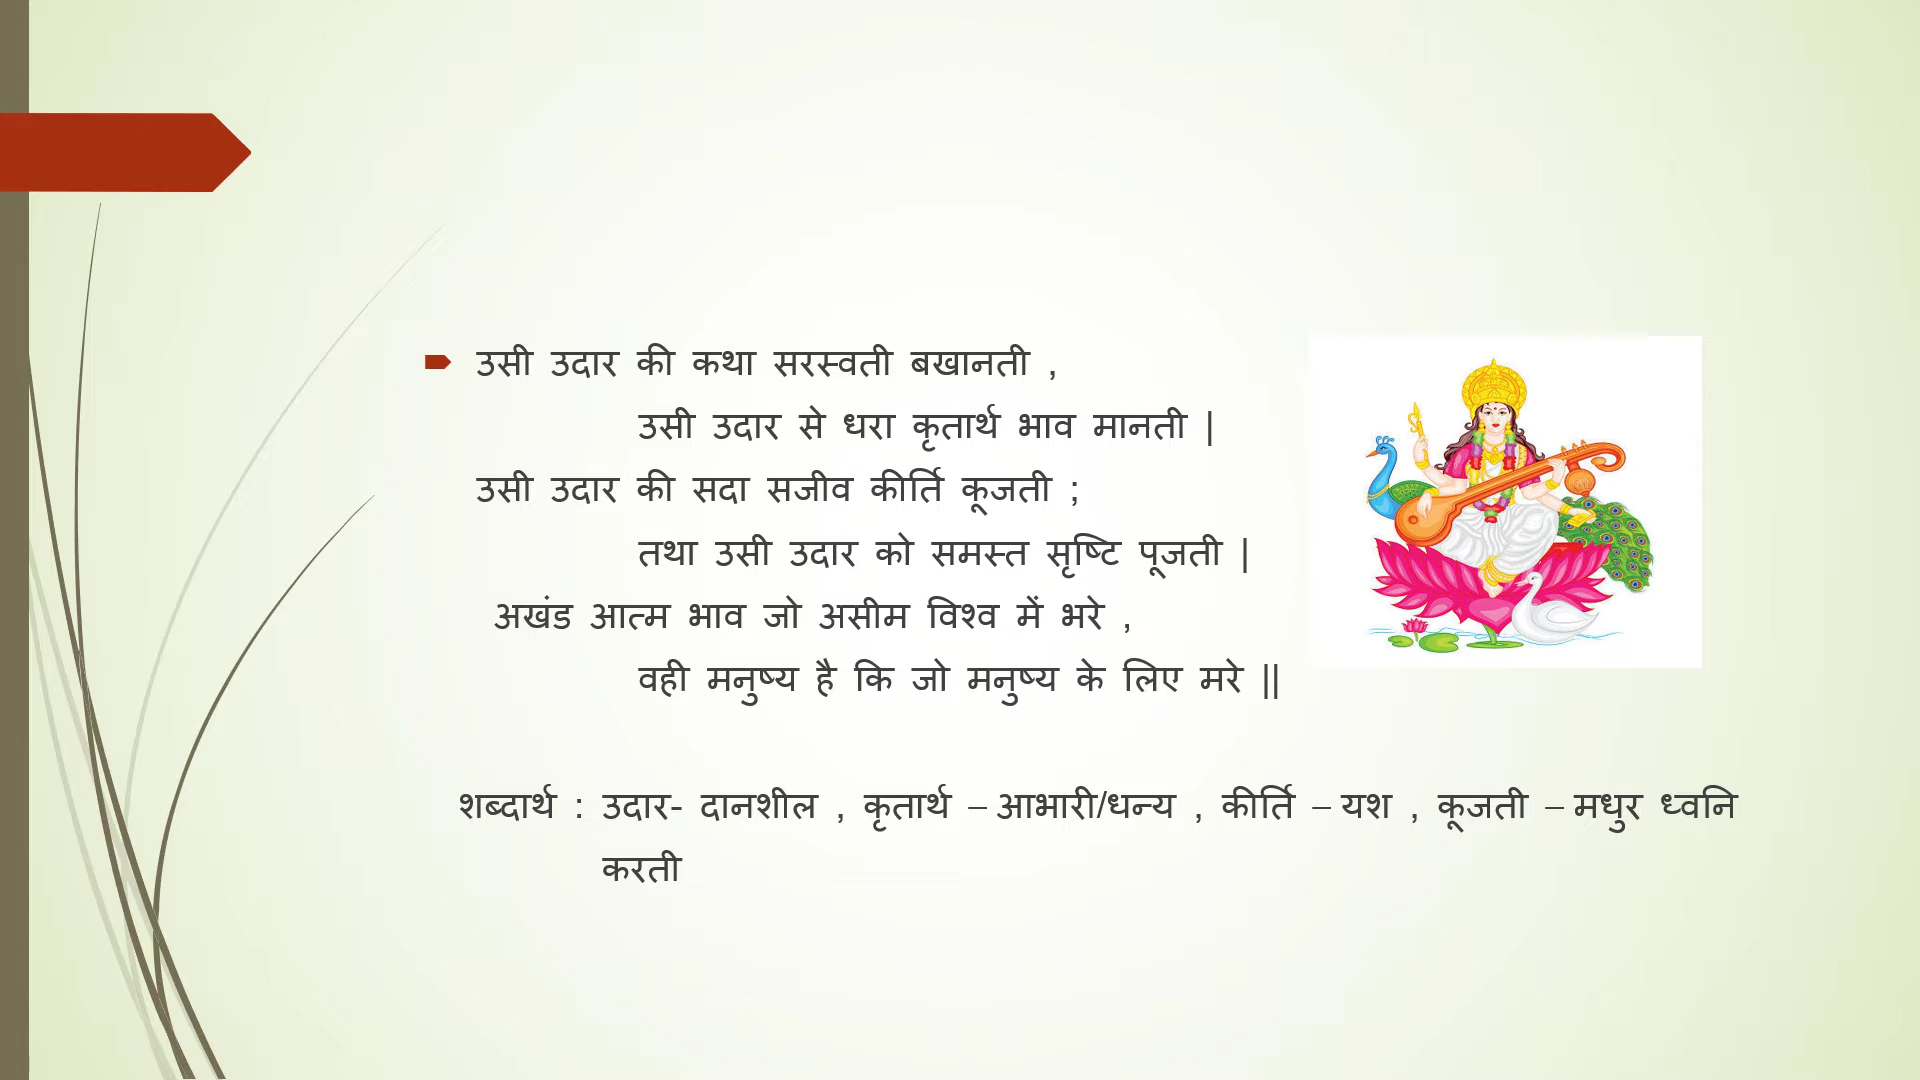 उसी उदार की कथा सरस्वती बखानती ,
उसी उदार से धरा कृतार्थ भाव मानती |
उसी उदार की सदा सजीव कीर्ति कूजती ;
तथा उसी उदार को समस्त सृष्टि पूजती |
अखंड आत्म भाव जो असीम विश्व में भरे ,
वही मनुष्य है कि जो मनुष्य के लिए मरे ||
शब्दार्थ : उदार- दानशील , कृतार्थ – आभारी/धन्य , कीर्ति – यश , कूजती – मधुर ध्वनि
करती